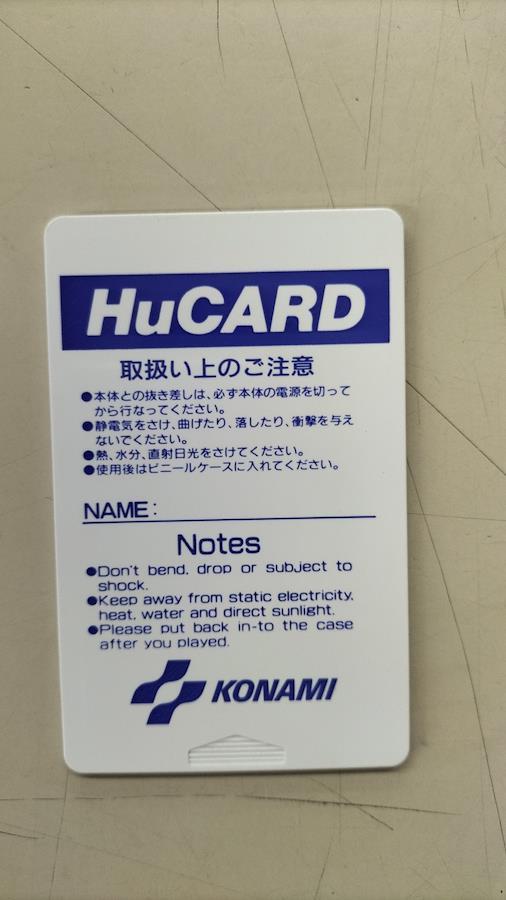 HuCARD
取扱い上のご注意
●本体との抜き差しは、必ず本体の電源を切って
から行なってください。
●静電気をさけ、曲げたり、落したり、衝撃を与え
ないでください。
●熱、水分、直射日光をさけてください。
●使用後はビニールケースに入れてください。
NAME:
Notes
●Don't bend, drop or subject to
shock.
●Keep away from static electricity,
heat, water and direct sunlight.
●Please put back in-to the case
after you played.
KONAMI